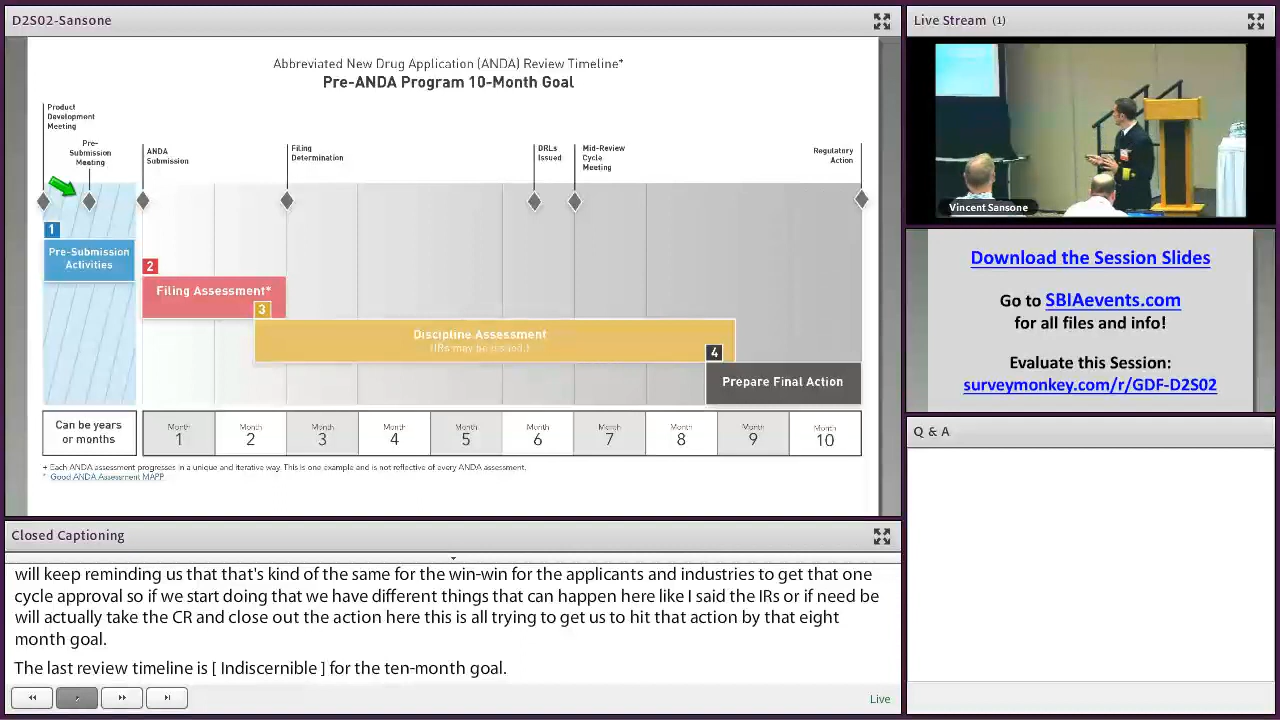 D2S02-Sansone
Abbreviated New Drug Application (ANDA) Review Timeline*
Pre-ANDA Program 10-Month Goal
Product
Development
Meeting
Pre-
Submission
Meeting
ANDA
Submission
Filing
Determination
DRLs
Issued
Mid-Review
Cycle
Meeting
Regulatory
Action
1
Pre-Submission
Activities
2
Filing Assessment*
3
Discipline Assessment
(IRs may be issued.)
4
Prepare Final Action
Can be years
or months
Month
1
Month
2
Month
3
Month
4
Month
5
Month
6
Month
7
Month
8
Month
9
Month
10
+ Each ANDA assessment progresses in a unique and iterative way. This is one example and is not reflective of every ANDA assessment.
* Good ANDA Assessment MAPP
Closed Captioning
will keep reminding us that that's kind of the same for the win-win for the applicants and industries to get that one
cycle approval so if we start doing that we have different things that can happen here like I said the IRs or if need be
will actually take the CR and close out the action here this is all trying to get us to hit that action by that eight
month goal.
The last review timeline is [ Indiscernible ] for the ten-month goal.
Live
Live Stream (1)
Vincent Sansone
Download the Session Slides
Go to SBIAevents.com
for all files and info!
Evaluate this Session:
surveymonkey.com/r/GDF-D2S02
Q & A